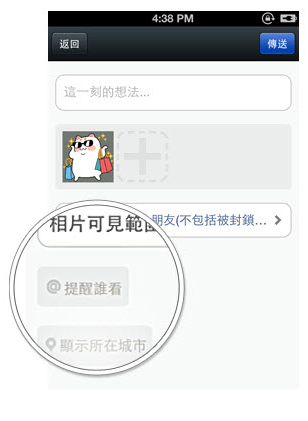 4:38 PM
返回
傳送
這一刻的想法...
相片可見範圍 朋友(不包括被封鎖...
@提醒誰看
顯示所在城市